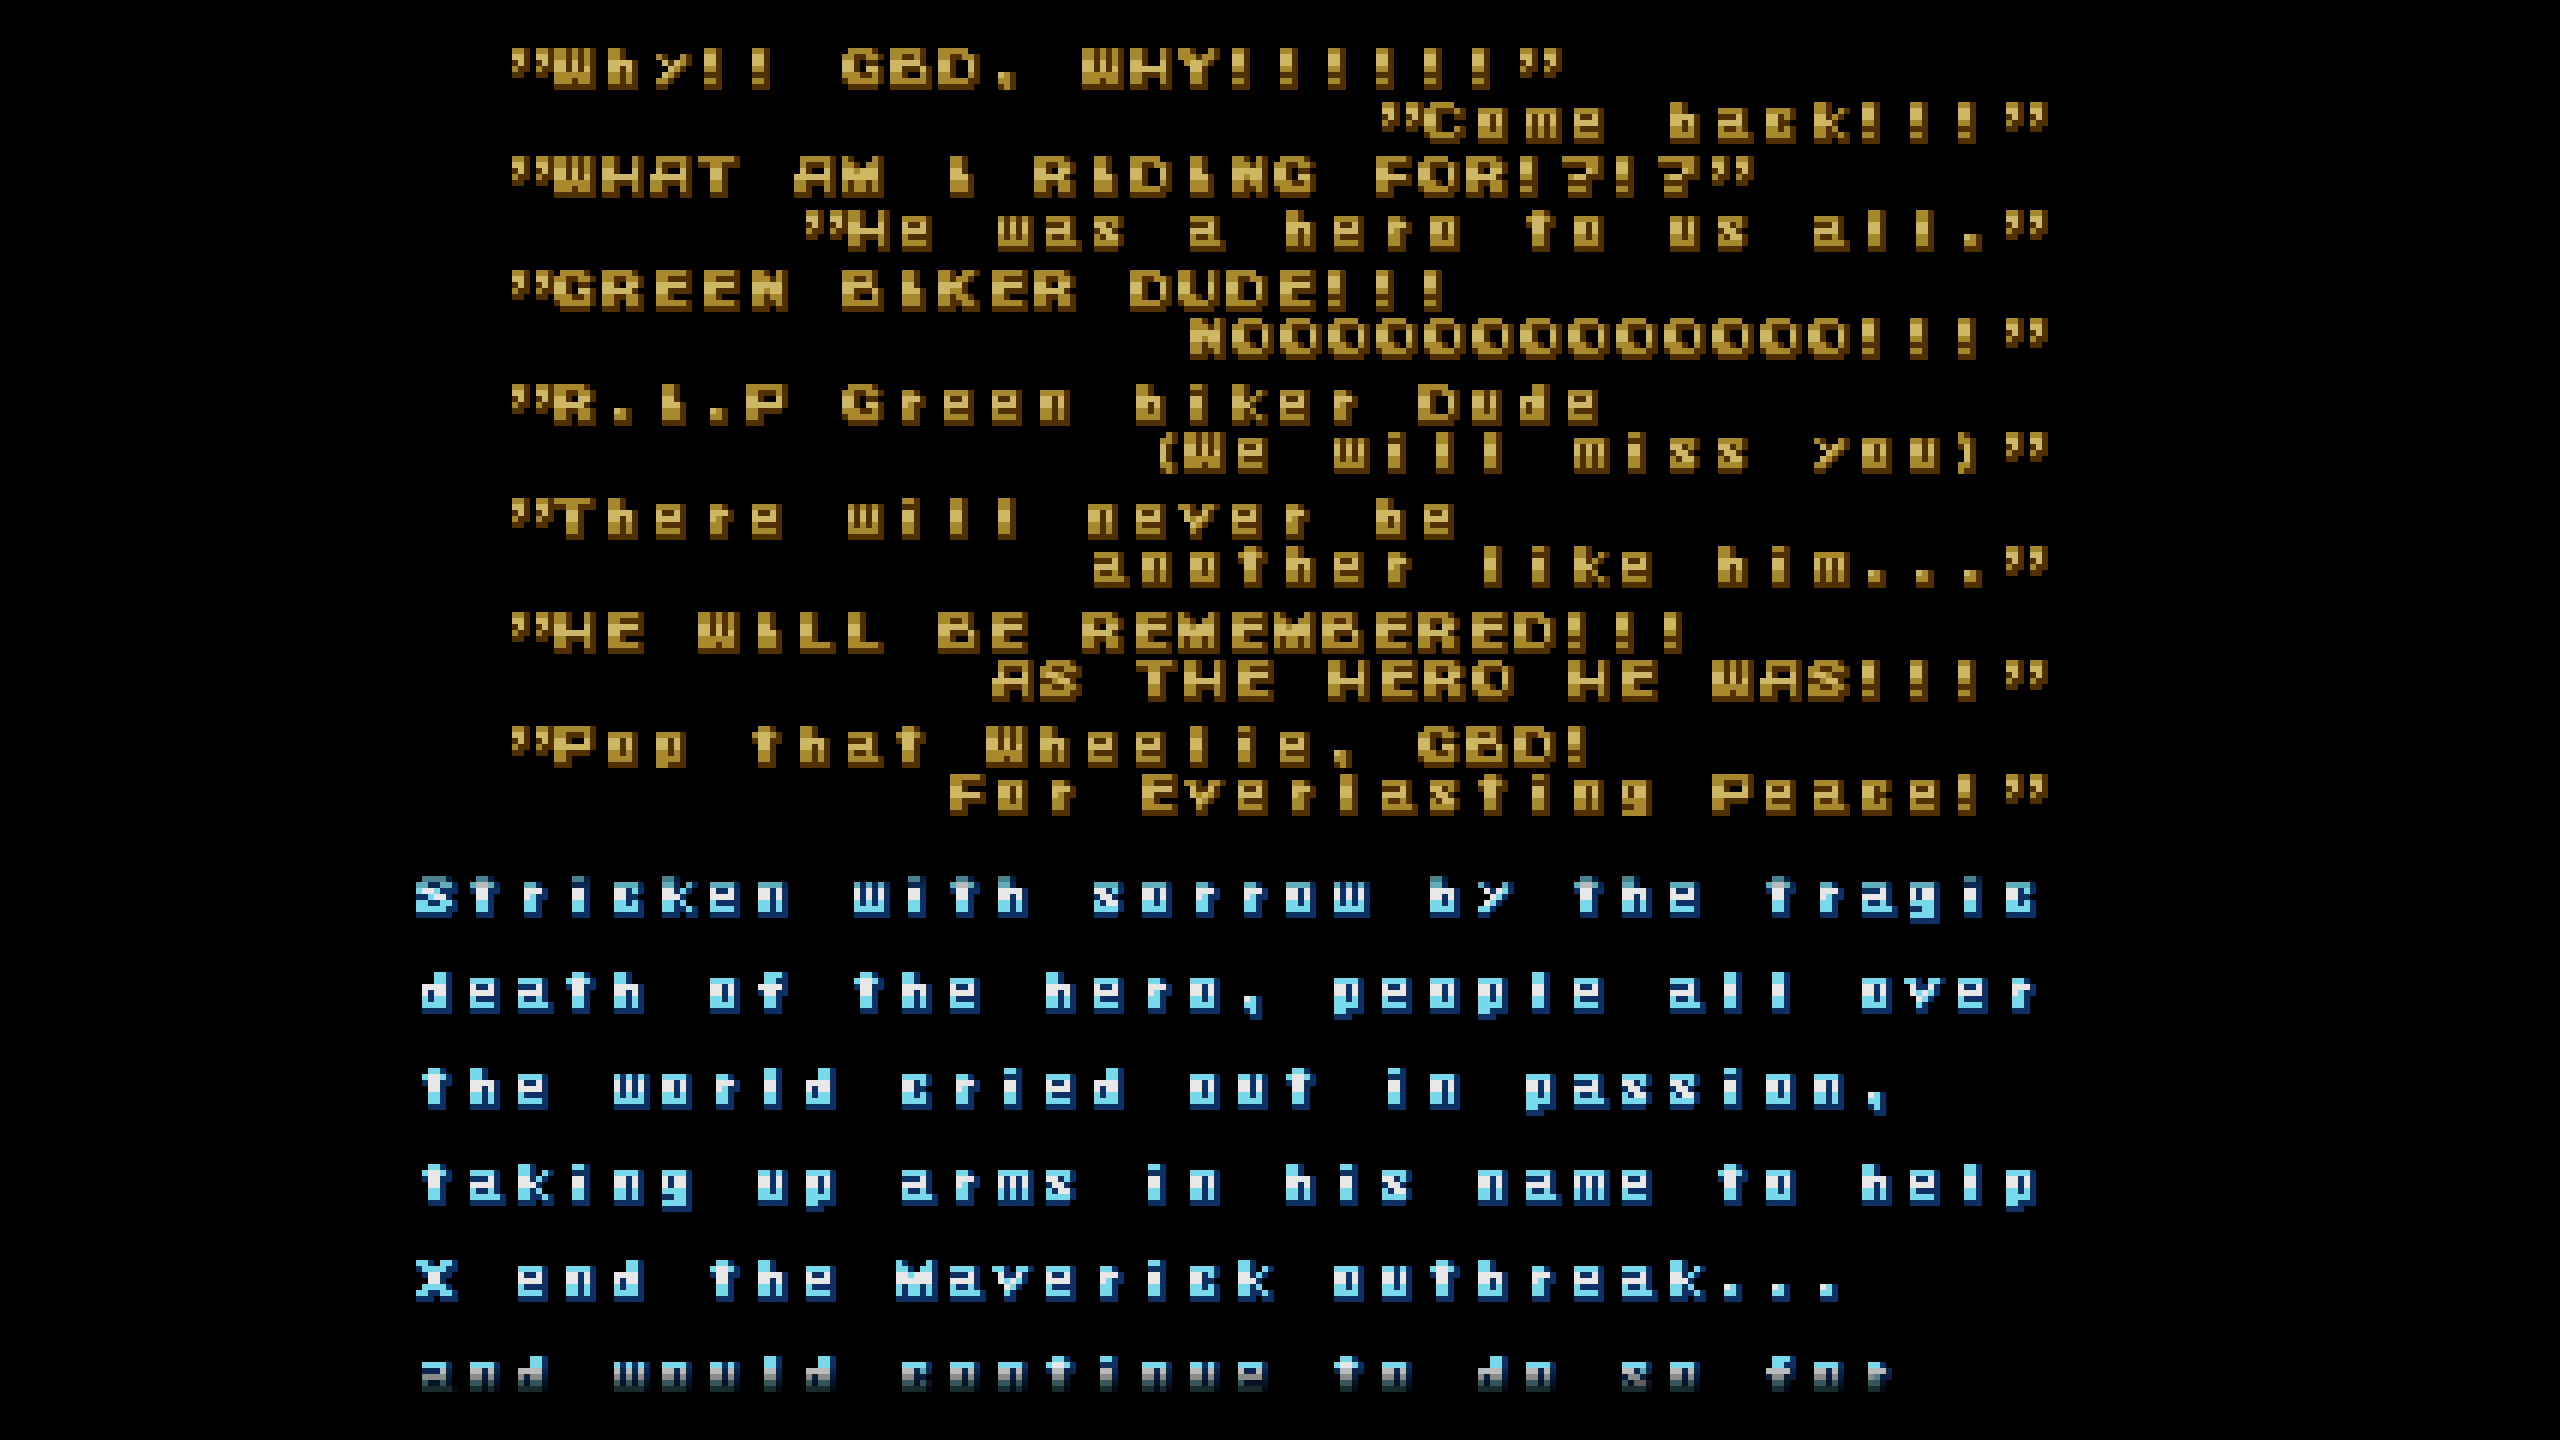 "Why!! GBD, WHY!!!!!!"
"Come back!!!"
"WHAT AM I RIDING FOR!?!?"
"He was a hero to us all."
"GREEN BIKER DUDE!!!
NOOOOOOOOOOOOO!!!"
"R.I.P Green biker Dude
(We will miss you)"
"There will never be
another like him..."
"HE WILL BE REMEMBERED!!!
AS THE HERO HE WAS!!!"
"Pop that Wheelie, GBD!
For Everlasting Peace!"
Stricken with sorrow by the tragic
death of the hero, people all over
the world cried out in passion,
taking up arms in his name to help
X end the Maverick outbreak...
and would continue to do so for